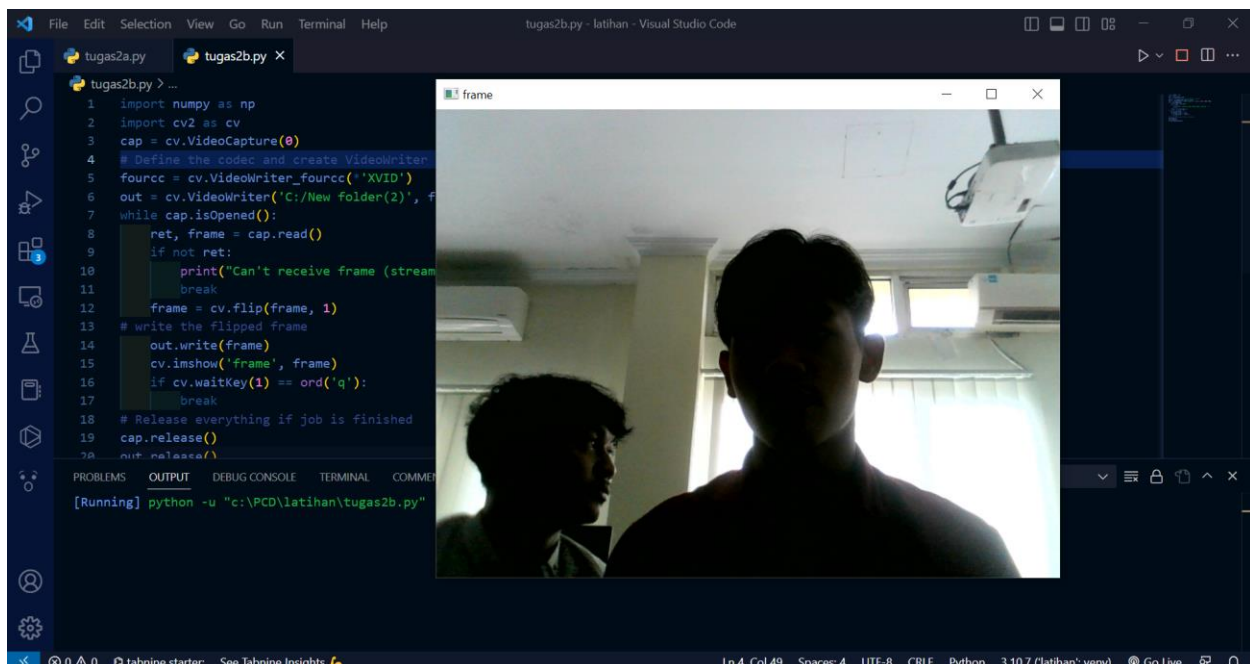 File Edit Selection View Go Run Terminal Help tugas2b.py - latihan - Visual Studio Code
tugas2a.py tugas2b.py
tugas2b.py > ...
frame
1 import numpy as np
2 import cv2 as cv
3 cap = cv.VideoCapture(0)
4 # Define the codec and create VideoWriter
5 fourcc = cv.VideoWriter_fourcc(*'XVID')
6 out = cv.VideoWriter('C:/New folder(2)', f
7 while cap.isOpened():
8 ret, frame = cap.read()
9 if not ret:
10 print("Can't receive frame (stream
11 break
12 frame = cv.flip(frame, 1)
13 # write the flipped frame
14 out.write(frame)
15 cv.imshow('frame', frame)
16 if cv.waitKey(1) == ord('q'):
17 break
18 # Release everything if job is finished
19 cap.release()
20 out.release()
3
PROBLEMS OUTPUT DEBUG CONSOLE TERMINAL COMME
[Running] python -u "c:\PCD\latihan\tugas2b.py"
0 0 tabnine starter: See Tabnine Insights Ln 4, Col 49 Spaces: 4 UTF-8 CRLF Python 3.10.7 ('latihan': venv) Go Live